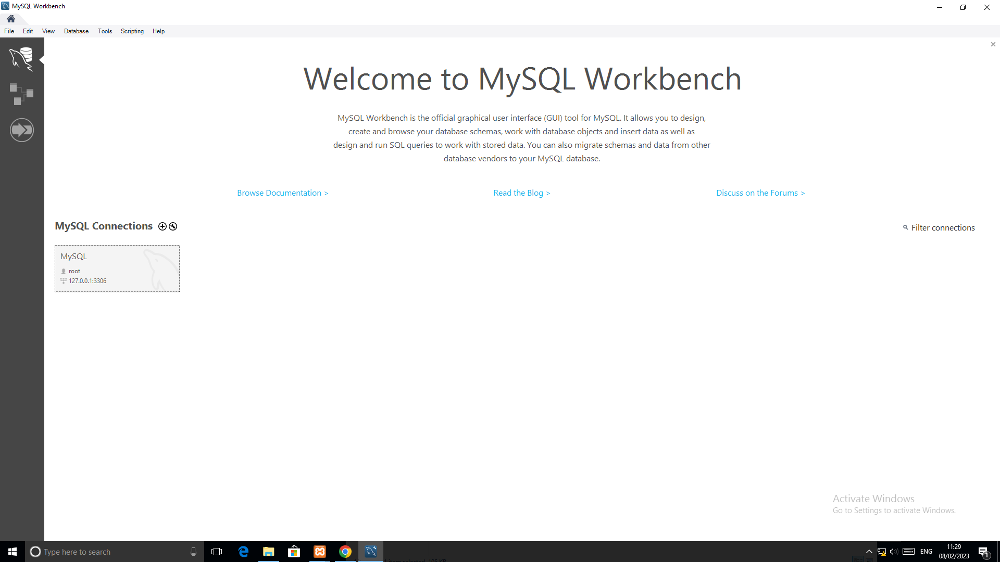 MySQL Workbench
File Edit View Database Tools Scripting Help
Welcome to MySQL Workbench
MySQL Workbench is the official graphical user interface (GUI) tool for MySQL. It allows you to design,
create and browse your database schemas, work with database objects and insert data as well as
design and run SQL queries to work with stored data. You can also migrate schemas and data from other
database vendors to your MySQL database.
Browse Documentation >
Read the Blog >
Discuss on the Forums >
MySQL Connections
Filter connections
MySQL
root
127.0.0.1:3306
Activate Windows
Go to Settings to activate Windows.
Type here to search
ENG
11:29
08/02/2023
1